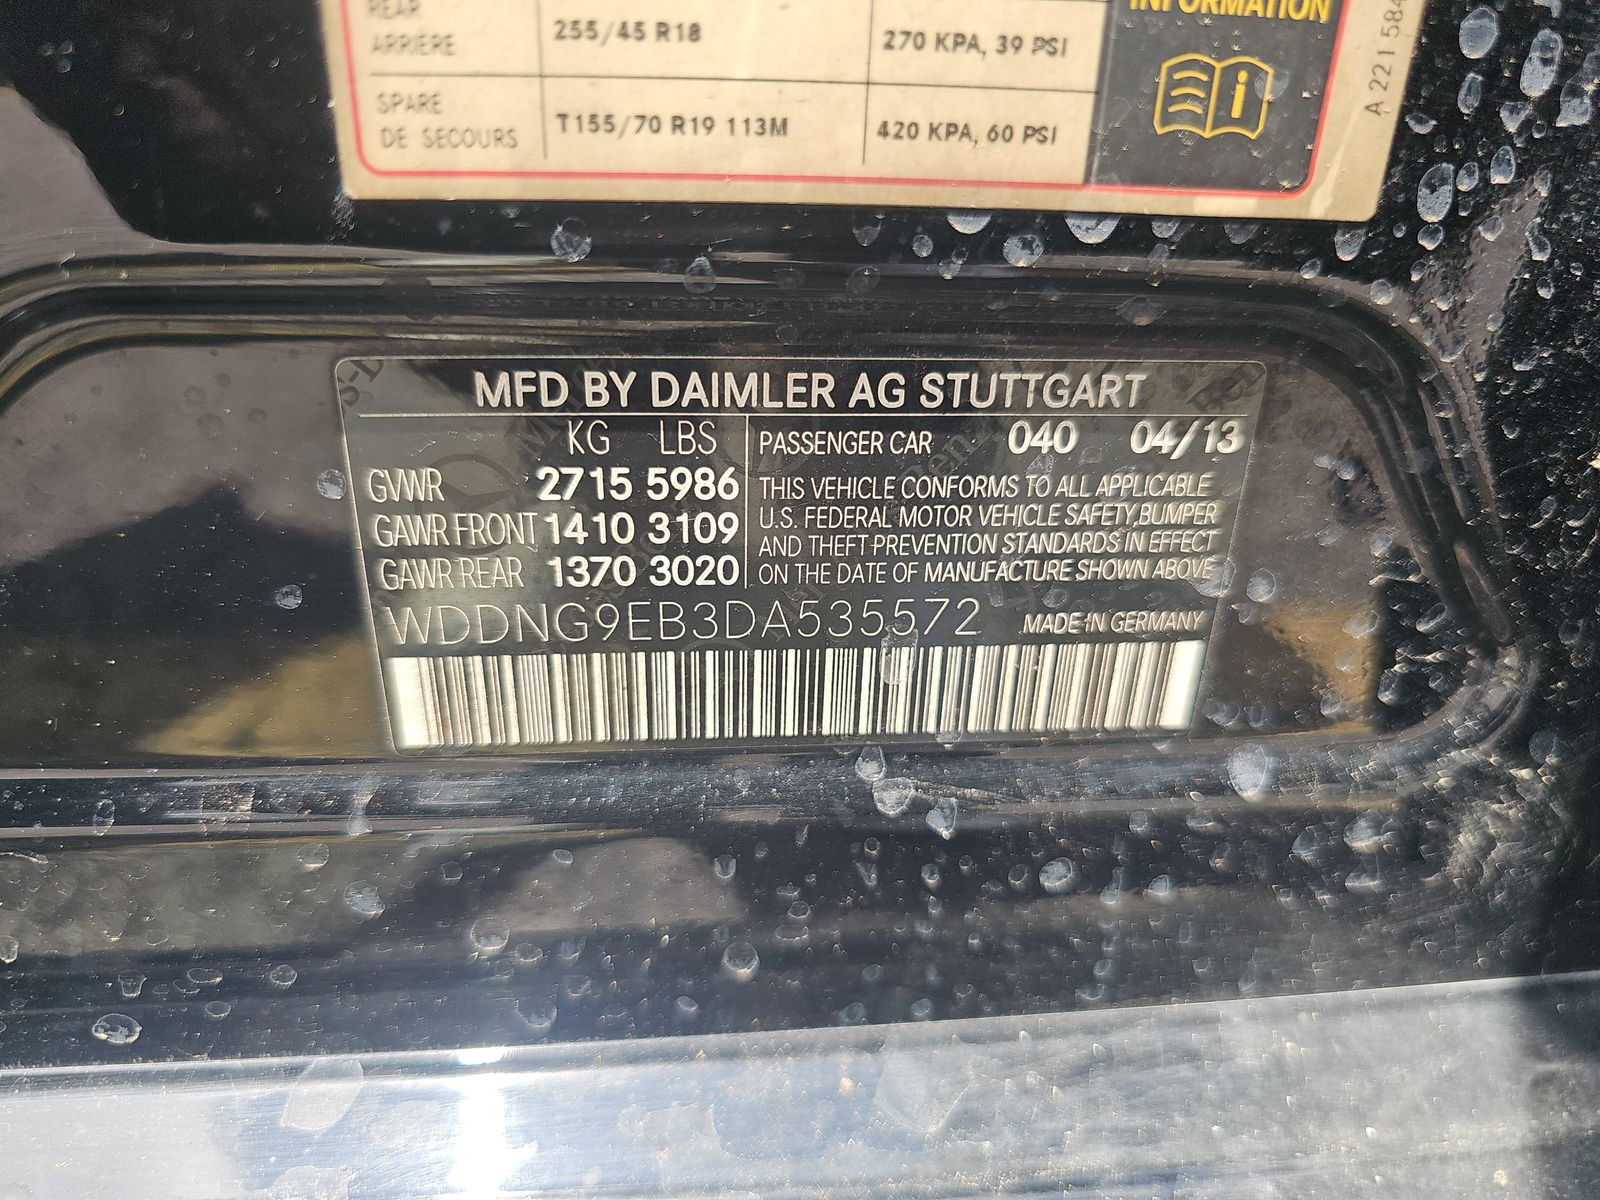 REAR
ARRIÈRE 255/45 R18 270 KPA, 39 PSI
INFORMATION
SPARE
DE SECOURS T155/70 R19 113M 420 KPA, 60 PSI
A 221 584
MFD BY DAIMLER AG STUTTGART
KG LBS PASSENGER CAR 040 04/13
GVWR 2715 5986 THIS VEHICLE CONFORMS TO ALL APPLICABLE
GAWR FRONT 1410 3109 U.S. FEDERAL MOTOR VEHICLE SAFETY, BUMPER
AND THEFT PREVENTION STANDARDS IN EFFECT
GAWR REAR 1370 3020 ON THE DATE OF MANUFACTURE SHOWN ABOVE
WDDNG9EB3DA535572 MADE IN GERMANY